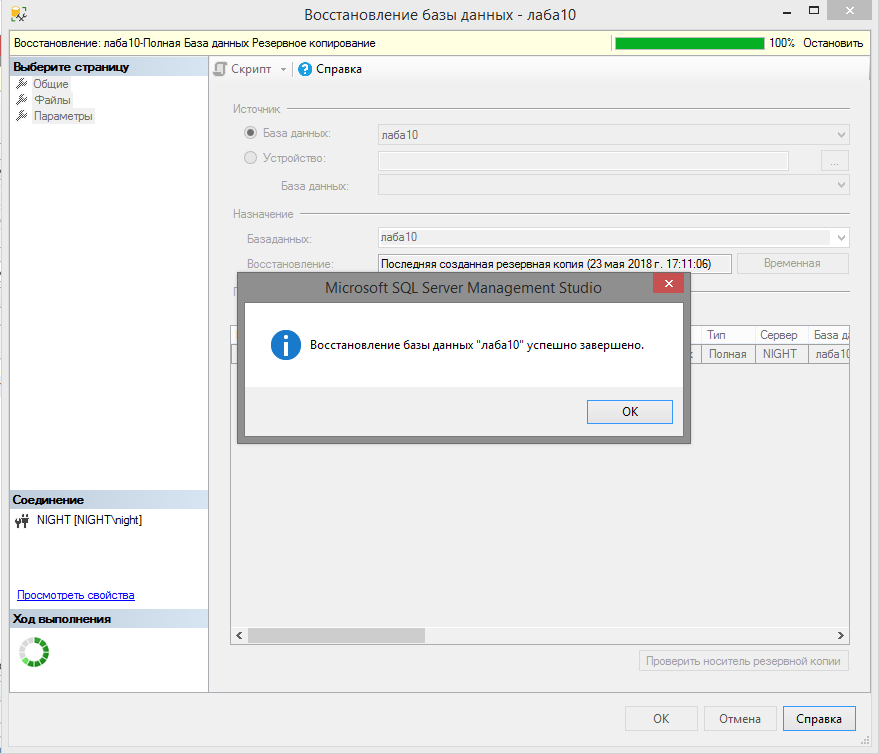 Восстановление базы данных - лаба10
Восстановление: лаба10-Полная База данных Резервное копирование
100% Остановить
Выберите страницу
Общие
Файлы
Параметры
Скрипт
Справка
Источник
База данных: лаба10
Устройство:
...
База данных:
Назначение
Базаданных: лаба10
Восстановление: Последняя созданная резервная копия (23 мая 2018 г. 17:11:06) Временная
Microsoft SQL Server Management Studio
Восстановление базы данных "лаба10" успешно завершено.
OK
Тип Сервер База да
Полная NIGHT лаба10
Соединение
NIGHT [NIGHT\night]
Просмотреть свойства
Ход выполнения
Проверить носитель резервной копии
OK Отмена Справка